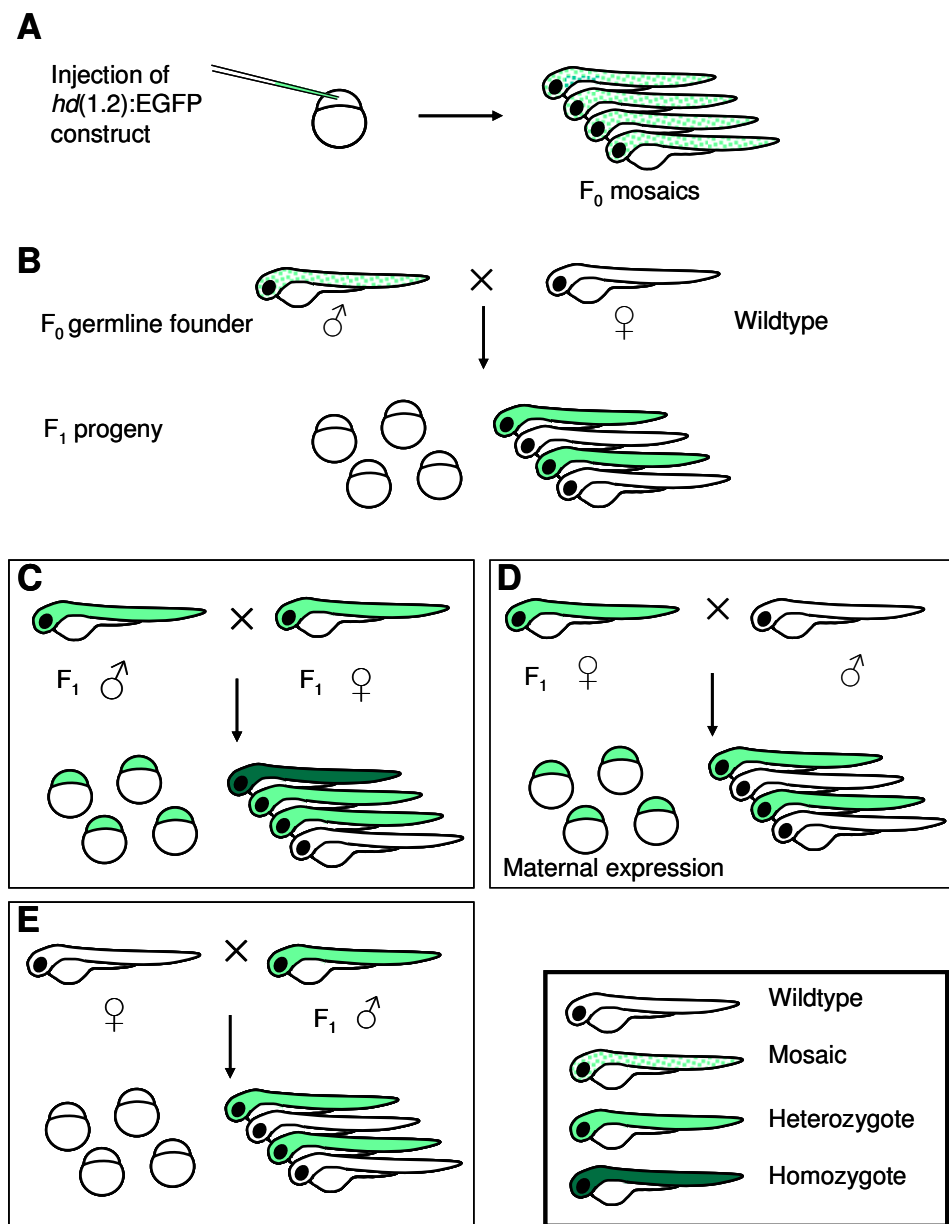 A
Injection of
hd(1.2):EGFP
construct
F0 mosaics
B
F0 germline founder
♂
×
♀
Wildtype
F1 progeny
C
×
F1 ♂
F1 ♀
D
×
F1 ♀
♂
Maternal expression
E
×
♀
F1 ♂
Wildtype
Mosaic
Heterozygote
Homozygote